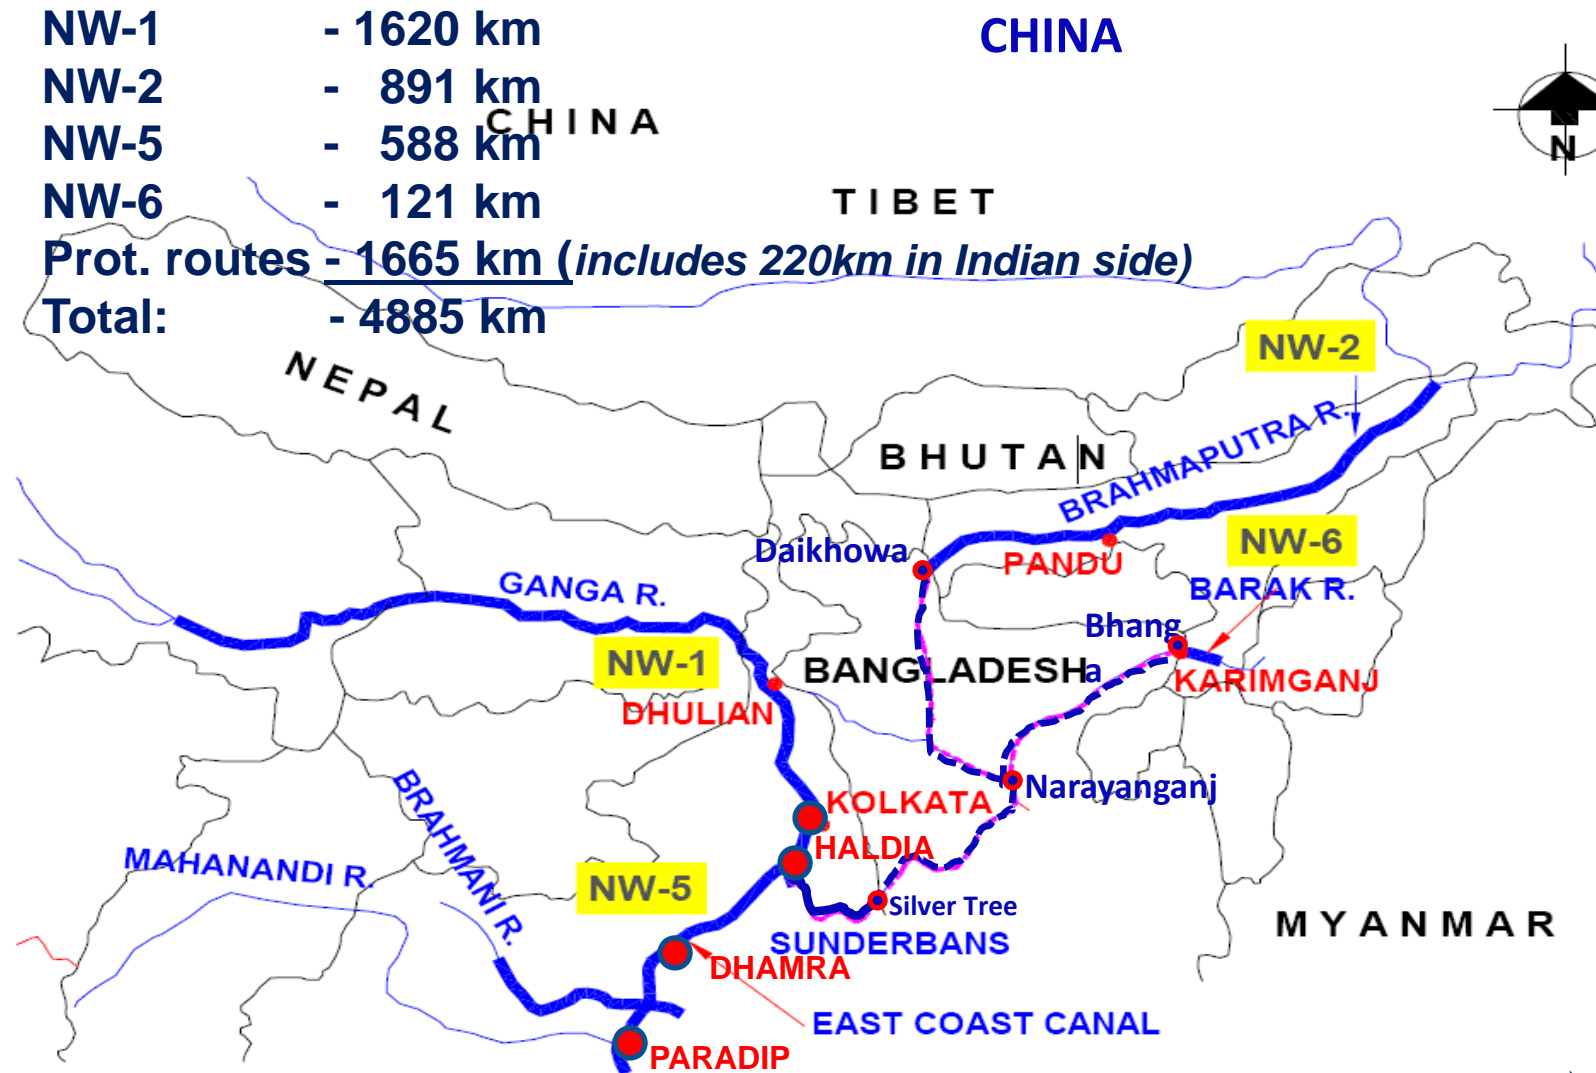 NW-1 - 1620 km
CHINA
NW-2 - 891 km
CHINA
NW-5 - 588 km
N
NW-6 - 121 km
TIBET
Prot. routes - 1665 km (includes 220km in Indian side)
Total: - 4885 km
NW-2
NEPAL
BHUTAN
BRAHMAPUTRA R.
NW-6
Daikhowa
PANDU
GANGA R.
BARAK R.
Bhang
a
NW-1
BANGLADESH
KARIMGANJ
DHULIAN
Narayanganj
KOLKATA
BRAHMANI R.
HALDIA
MAHANANDI R.
NW-5
Silver Tree
MYANMAR
SUNDERBANS
DHAMRA
EAST COAST CANAL
PARADIP